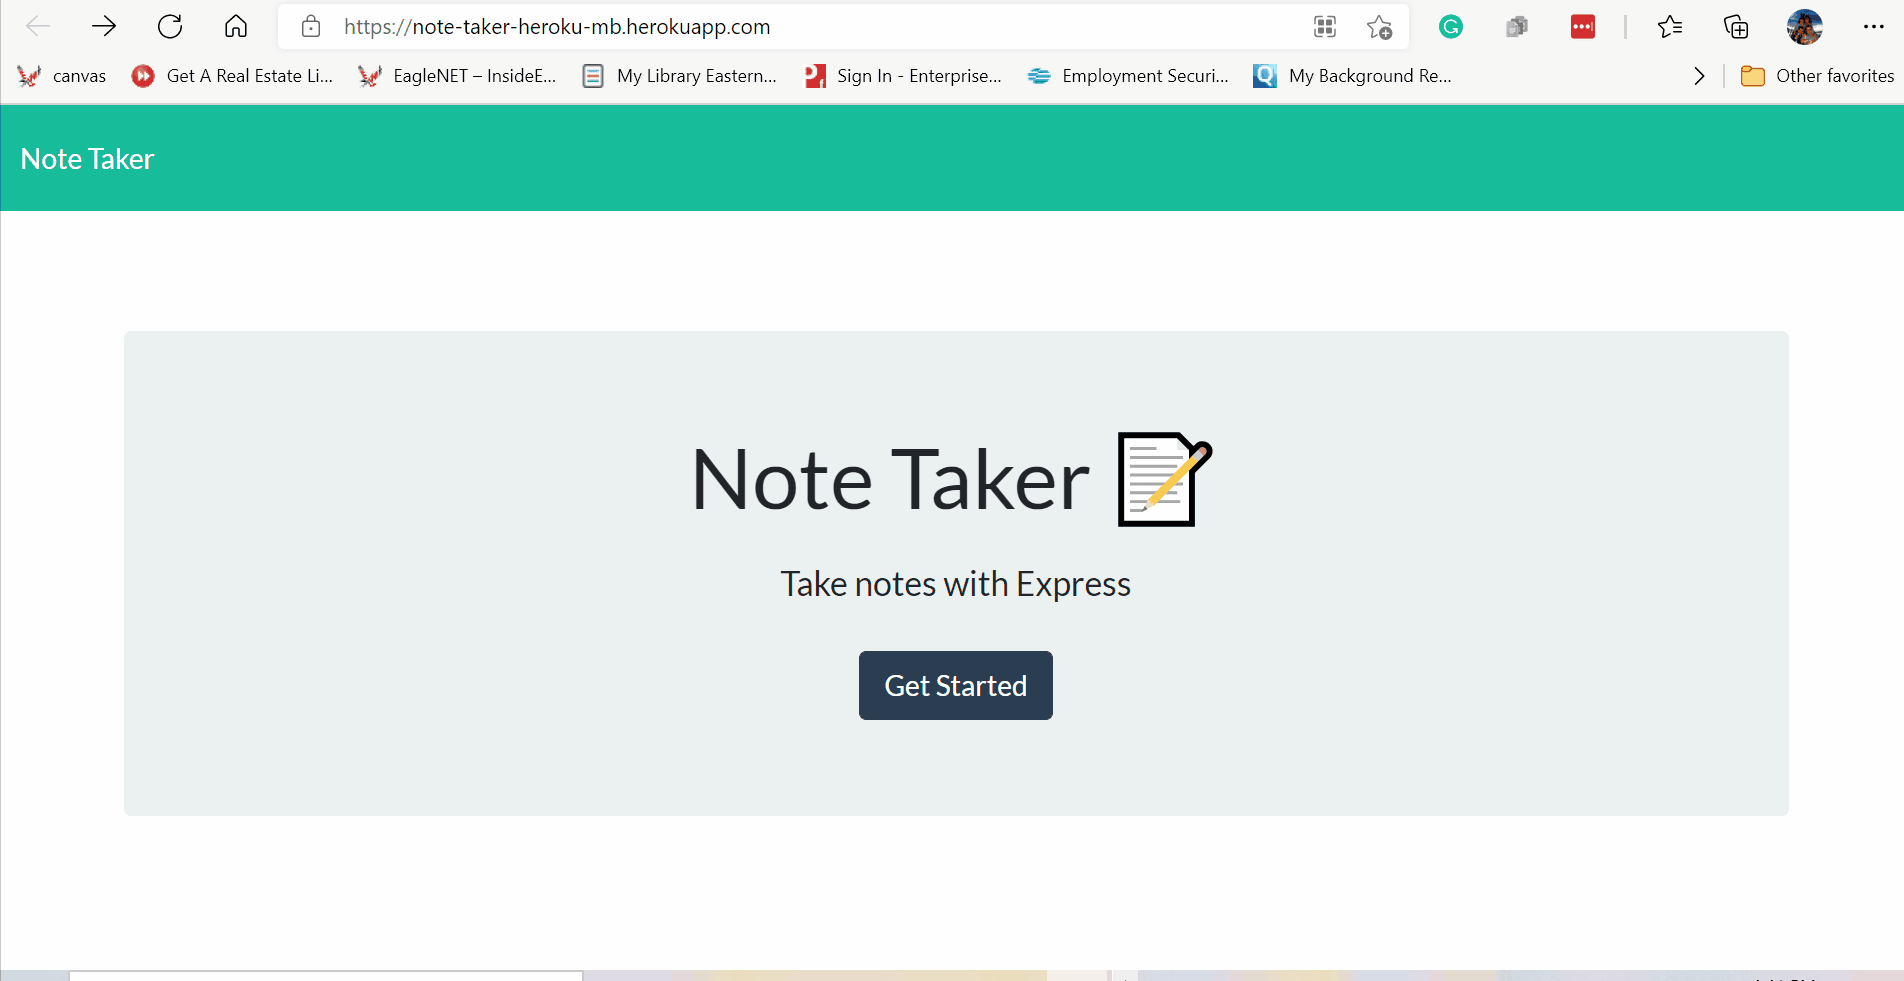 https://note-taker-heroku-mb.herokuapp.com
canvas Get A Real Estate Li... EagleNET – InsideE... My Library Eastern... Sign In - Enterprise... Employment Securi... My Background Re... Other favorites
Note Taker
Note Taker
Take notes with Express
Get Started